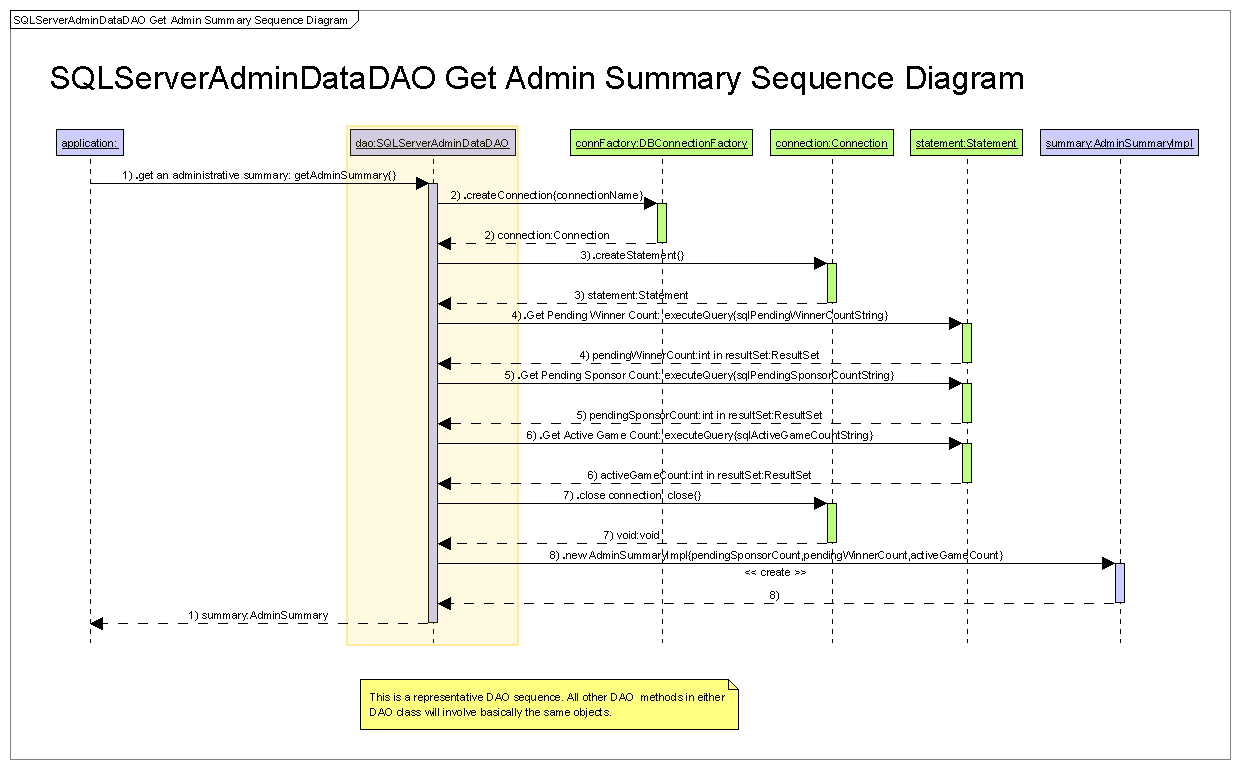 SQLServerAdminDataDAO Get Admin Summary Sequence Diagram
SQLServerAdminDataDAO Get Admin Summary Sequence Diagram
application:
dao:SQLServerAdminDataDAO
connFactory:DBConnectionFactory
connection:Connection
statement:Statement
summary:AdminSummaryImpl
1) .get an administrative summary: getAdminSummary{}
2) .createConnection{connectionName}
2) connection:Connection
3).createStatement{}
3) statement:Statement
4).Get Pending Winner Count: executeQuery{sqlPendingWinnerCountString}
4) pendingWinnerCount:int in resultSet:ResultSet
5) .Get Pending Sponsor Count: executeQuery{sqlPendingSponsorCountString}
5) pendingSponsorCount:int in resultSet:ResultSet
6) .Get Active Game Count: executeQuery{sqlActiveGameCountString}
6) activeGameCount:int in resultSet:ResultSet
7) .close connection: close{}
7) void:void
8) .new AdminSummaryImpl{pendingSponsorCount,pendingWinnerCount,activeGameCount}
<< create >>
8)
1) summary:AdminSummary
This is a representative DAO sequence. All other DAO methods in either
DAO class will involve basically the same objects.